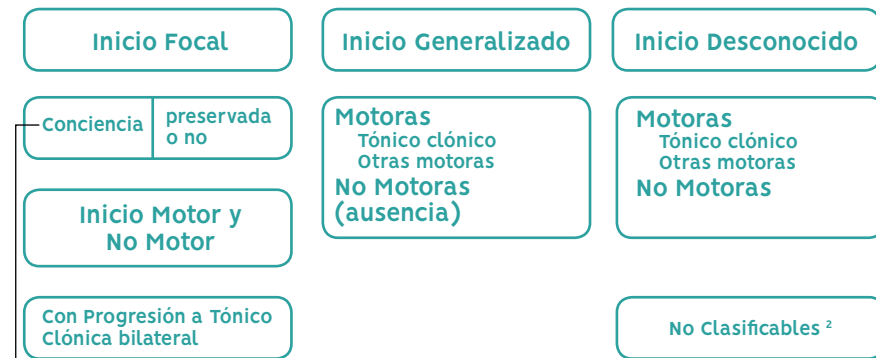 Inicio Focal
Inicio Generalizado
Inicio Desconocido
Conciencia
preservada
o no
Inicio Motor y
No Motor
Con Progresión a Tónico
Clónica bilateral
Motoras
Tónico clónico
Otras motoras
No Motoras
(ausencia)
Motoras
Tónico clónico
Otras motoras
No Motoras
No Clasificables ²